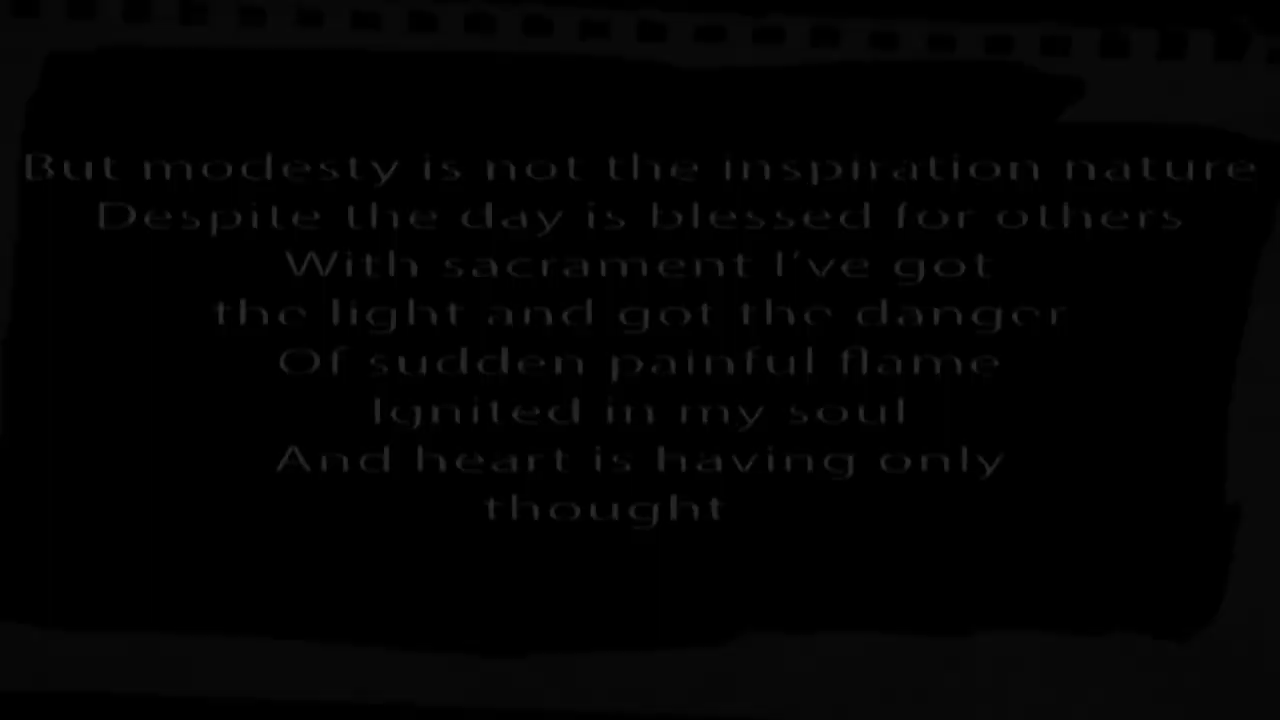 But modesty is not the inspiration nature
Despite the day is blessed for others
With sacrament I've got
the light and got the danger
Of sudden painful flame
Ignited in my soul
And heart is having only
thought